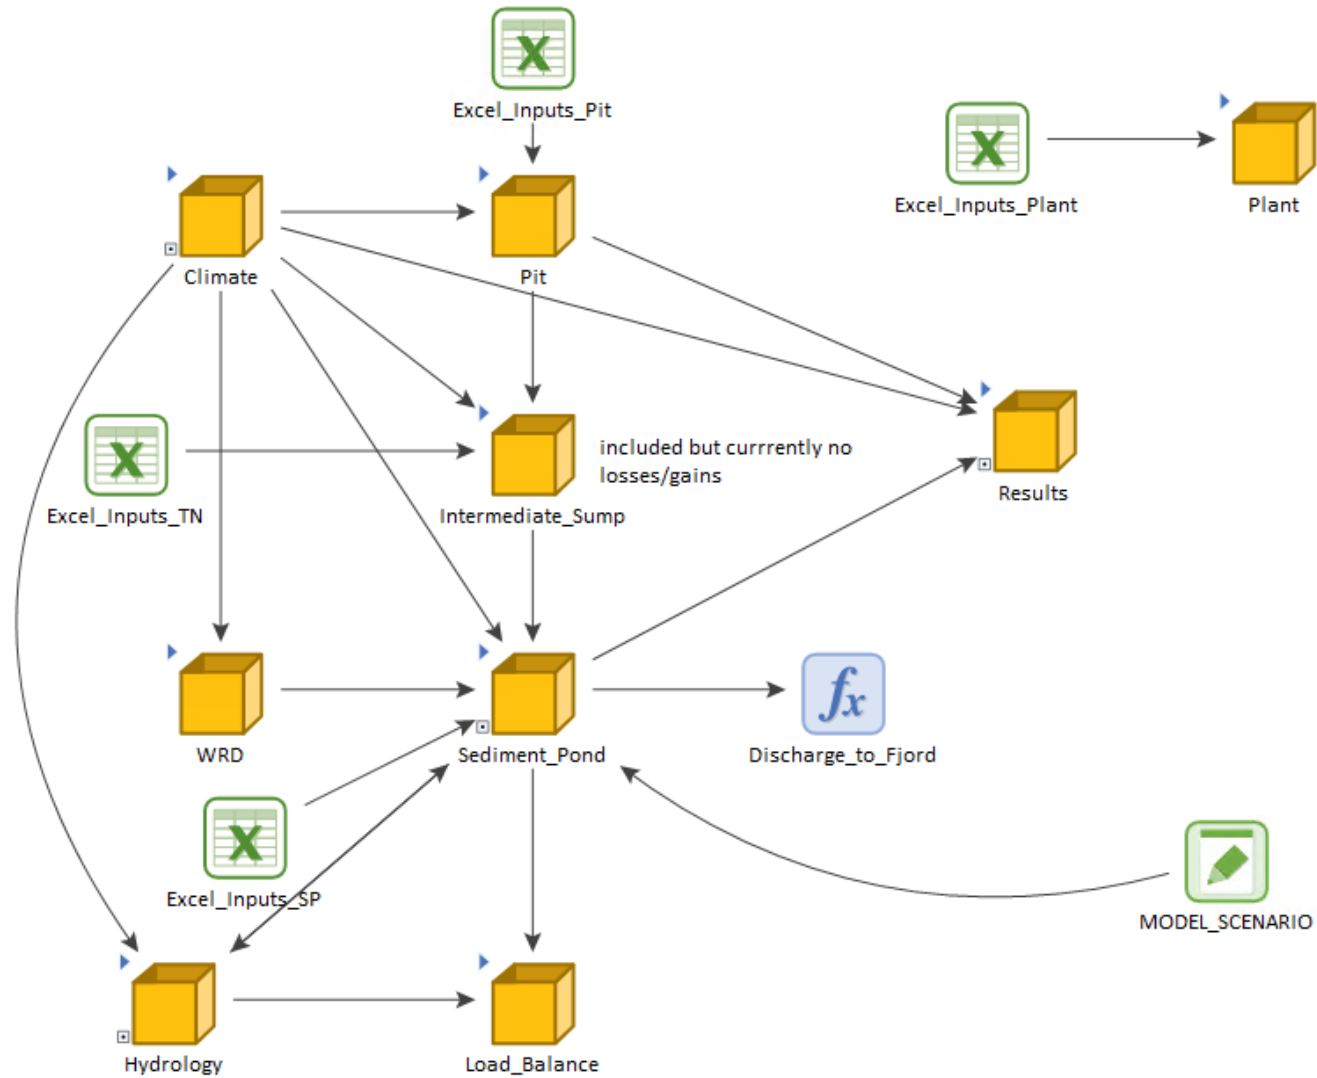 Excel_Inputs_Pit
Excel_Inputs_Plant
Plant
Climate
Pit
included but currrently no
losses/gains
Results
Excel_Inputs_TN
Intermediate_Sump
WRD
Sediment_Pond
Discharge_to_Fjord
Excel_Inputs_SP
MODEL_SCENARIO
Hydrology
Load_Balance